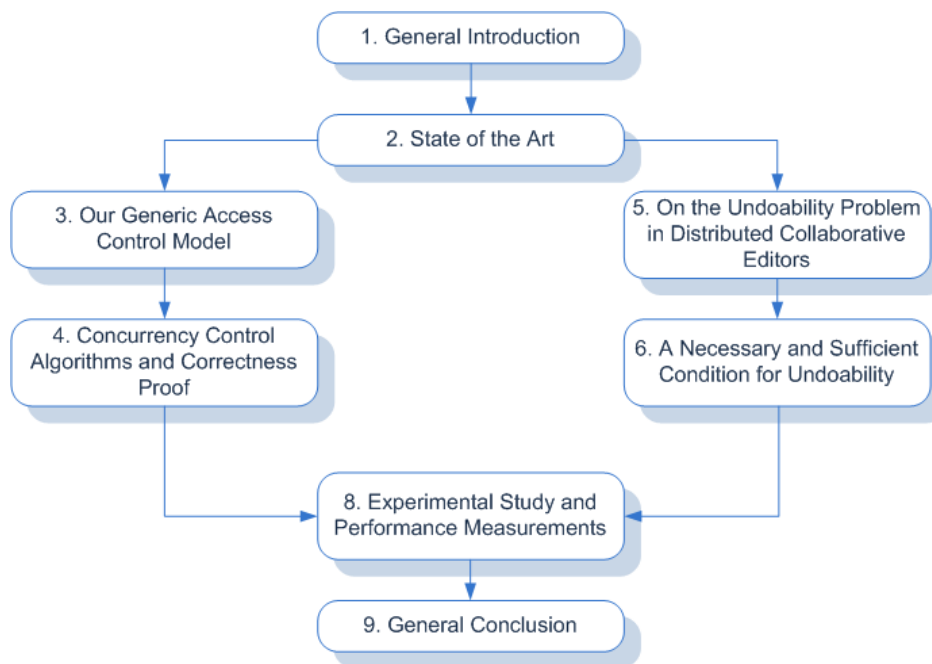 1. General Introduction
2. State of the Art
3. Our Generic Access
Control Model
4. Concurrency Control
Algorithms and Correctness
Proof
5. On the Undoability Problem
in Distributed Collaborative
Editors
6. A Necessary and Sufficient
Condition for Undoability
8. Experimental Study and
Performance Measurements
9. General Conclusion